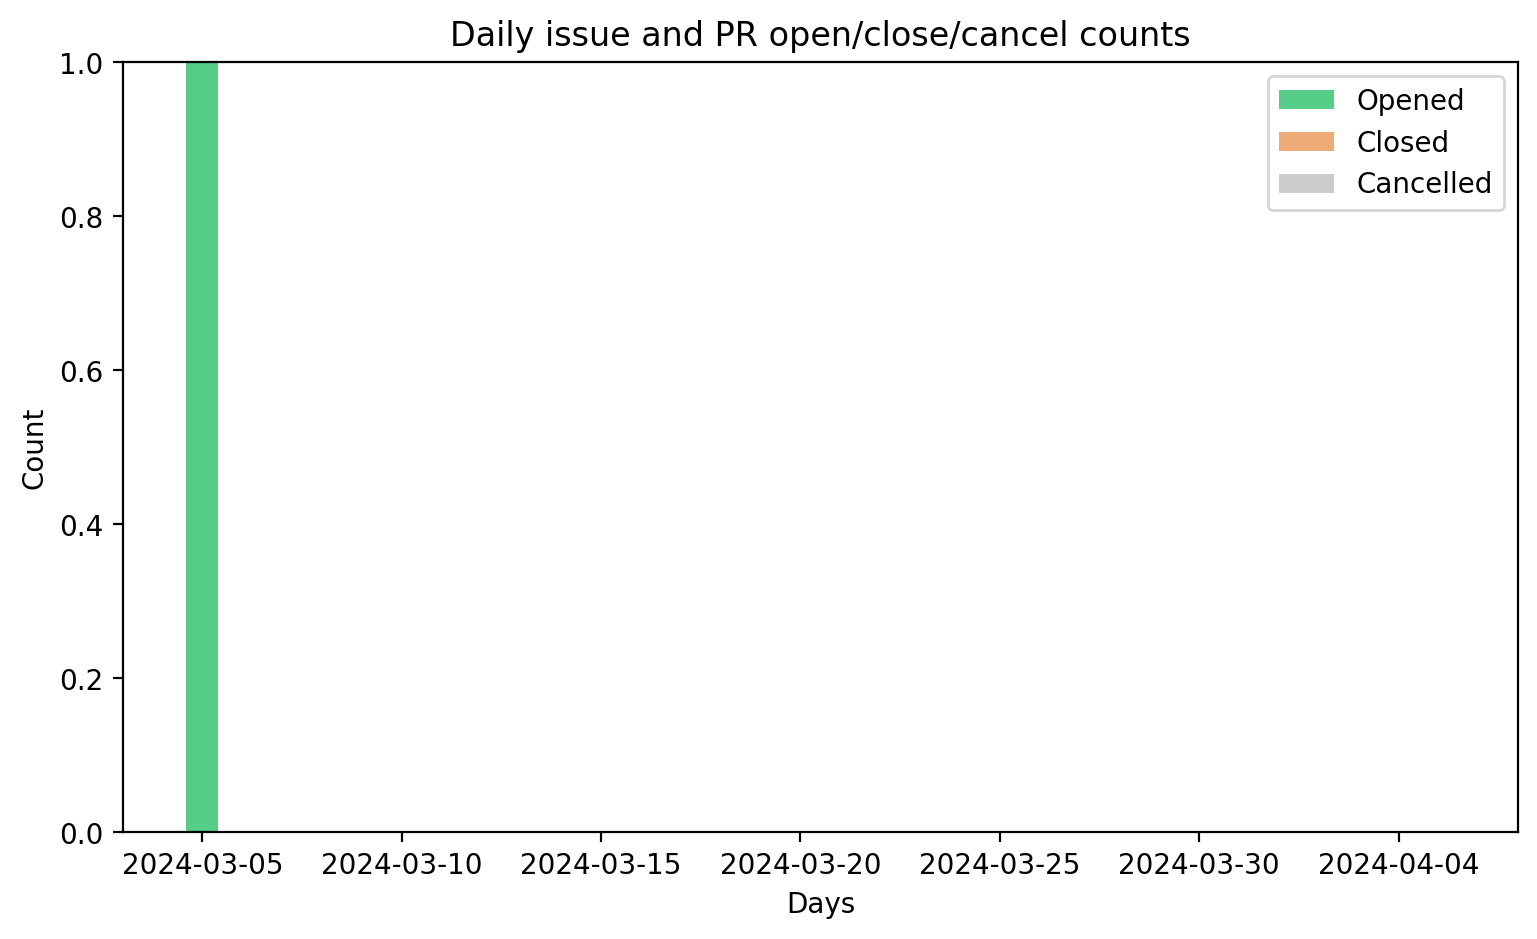 Daily issue and PR open/close/cancel counts
1.0
0.8
0.6
0.4
0.2
0.0
Count
Opened
Closed
Cancelled
2024-03-05 2024-03-10 2024-03-15 2024-03-20 2024-03-25 2024-03-30 2024-04-04
Days